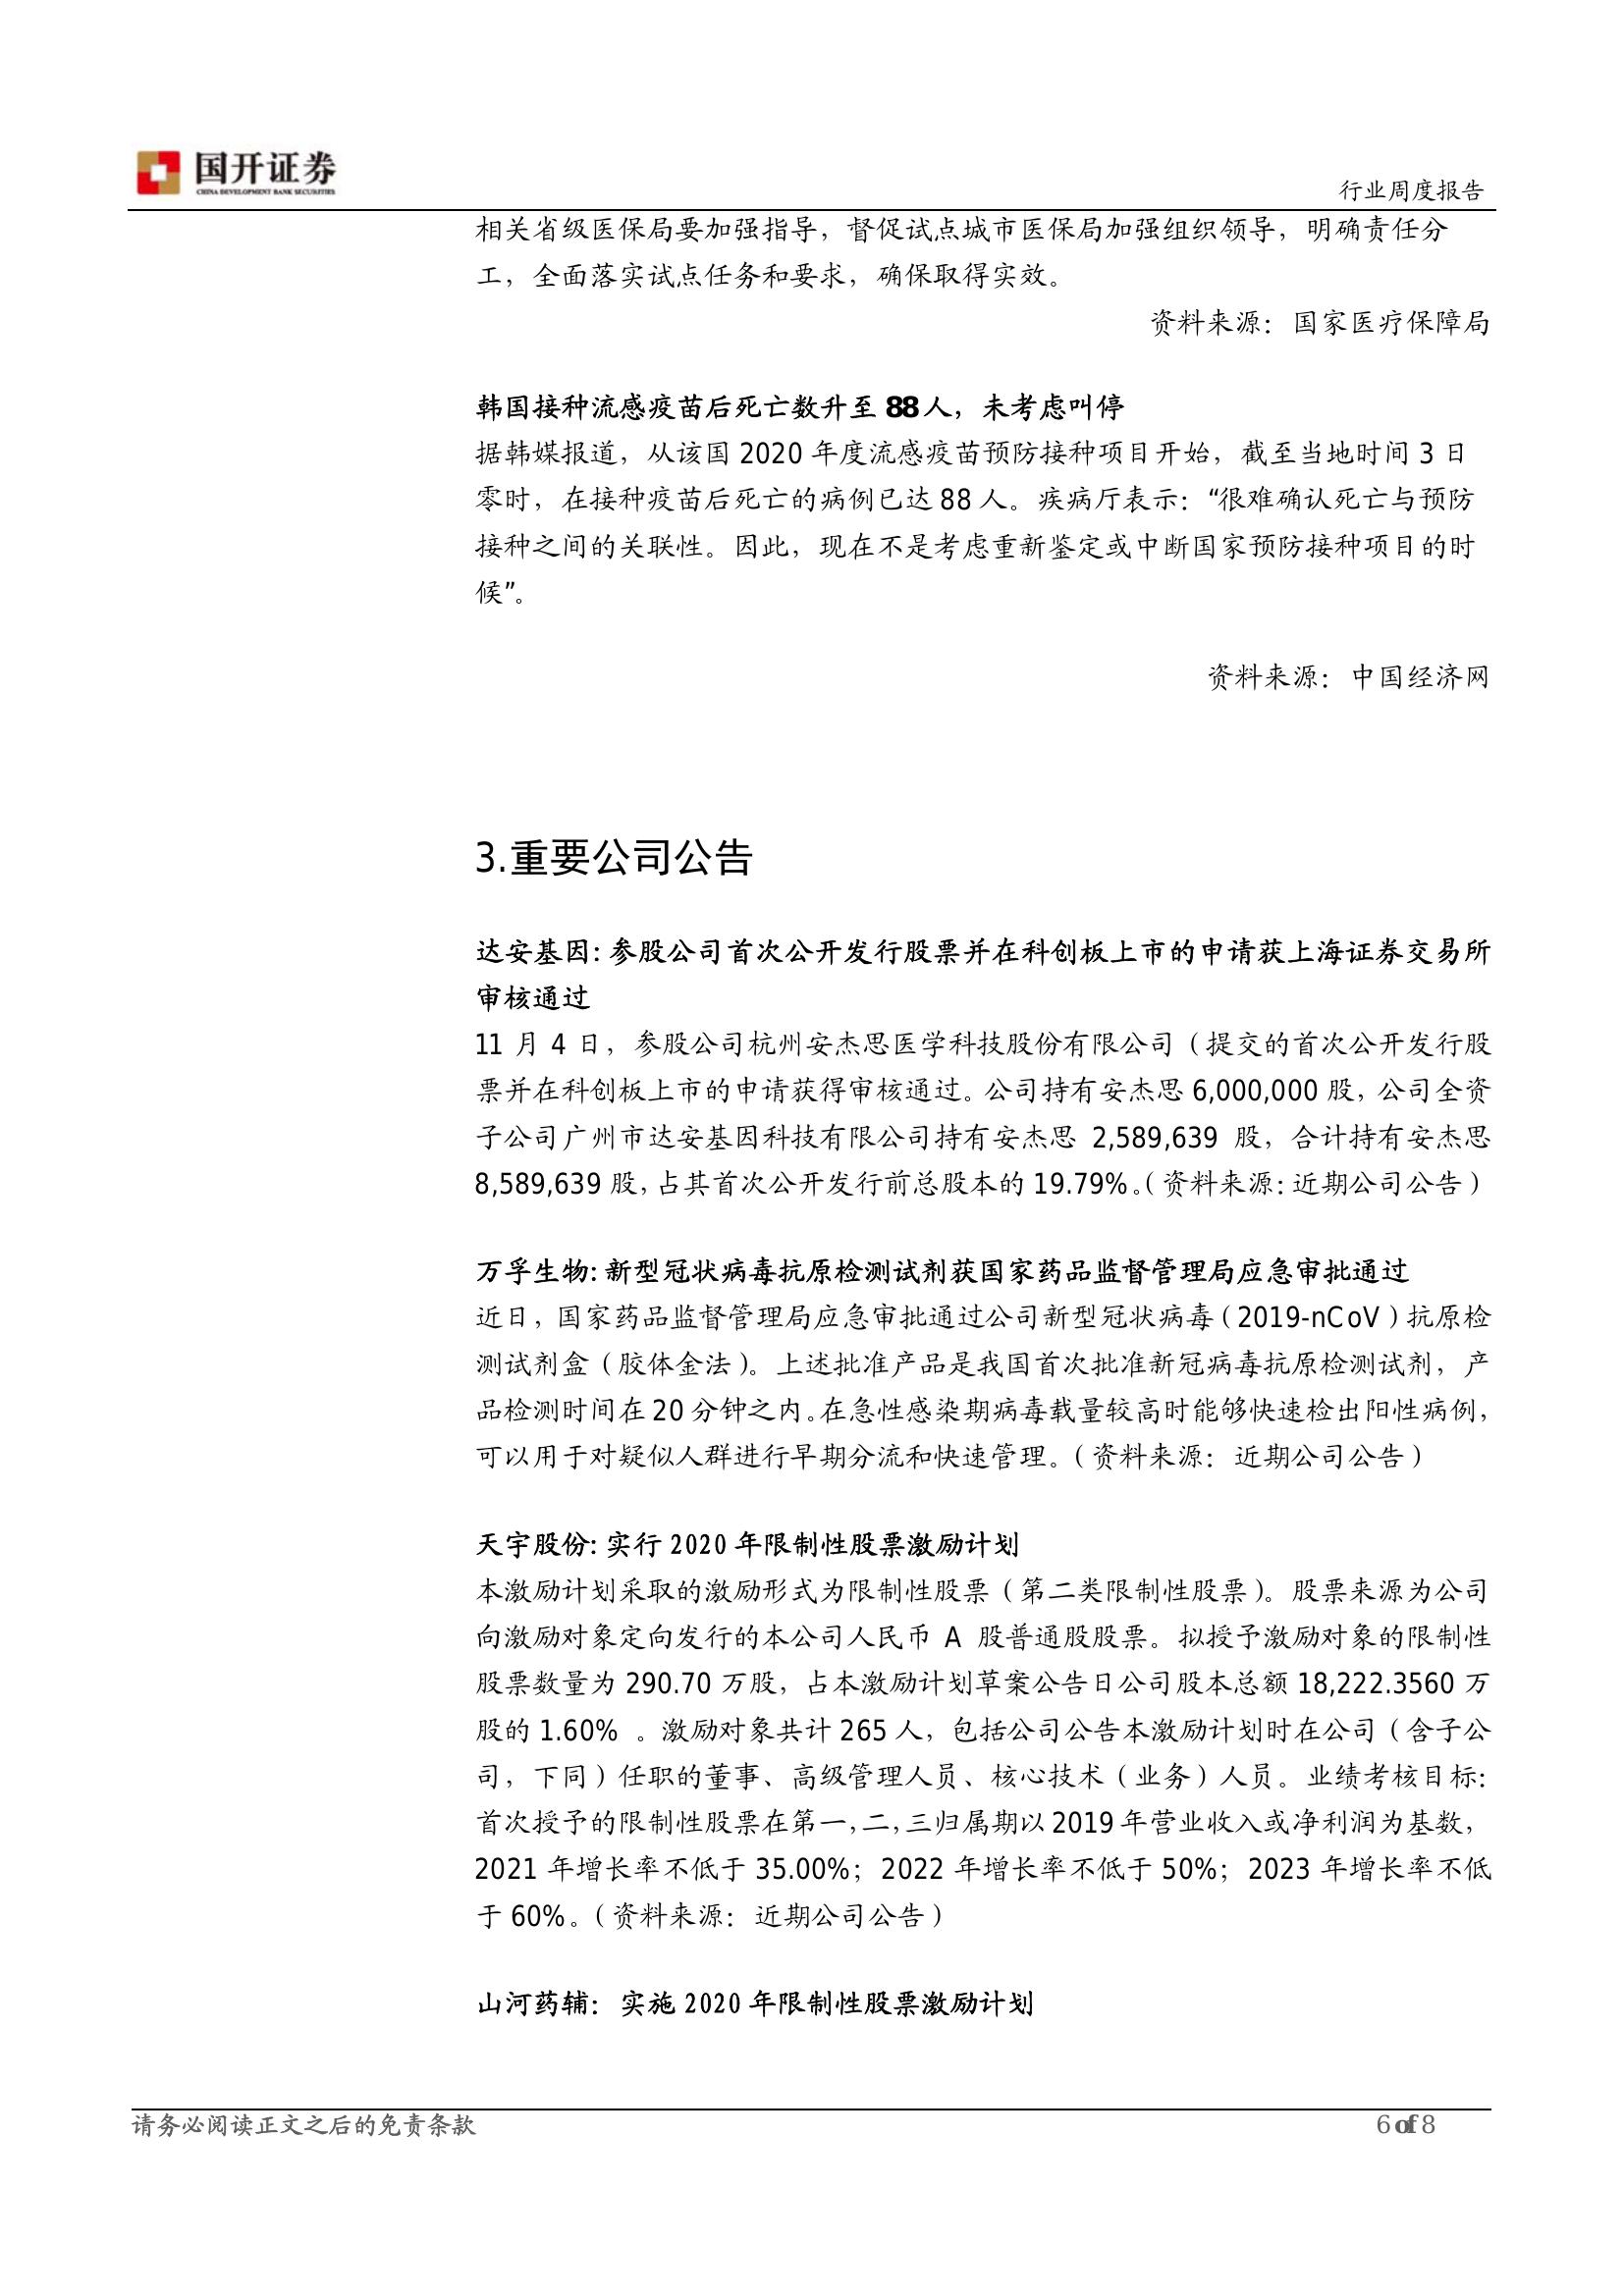 国开证券
CHINA DEVELOPMENT BANK SECURITIES
行业周度报告
相关省级医保局要加强指导，督促试点城市医保局加强组织领导，明确责任分
工，全面落实试点任务和要求，确保取得实效。
资料来源：国家医疗保障局
韩国接种流感疫苗后死亡数升至 88 人，未考虑叫停
据韩媒报道，从该国 2020 年度流感疫苗预防接种项目开始，截至当地时间 3 日
零时，在接种疫苗后死亡的病例已达 88 人。疾病厅表示：“很难确认死亡与预防
接种之间的关联性。因此，现在不是考虑重新鉴定或中断国家预防接种项目的时
候”。
资料来源：中国经济网
3.重要公司公告
达安基因：参股公司首次公开发行股票并在科创板上市的申请获上海证券交易所
审核通过
11 月 4 日，参股公司杭州安杰思医学科技股份有限公司（提交的首次公开发行股
票并在科创板上市的申请获得审核通过。公司持有安杰思 6,000,000 股，公司全资
子公司广州市达安基因科技有限公司持有安杰思 2,589,639 股，合计持有安杰思
8,589,639 股，占其首次公开发行前总股本的 19.79%。（资料来源：近期公司公告）
万孚生物：新型冠状病毒抗原检测试剂获国家药品监督管理局应急审批通过
近日，国家药品监督管理局应急审批通过公司新型冠状病毒（2019-nCoV）抗原检
测试剂盒（胶体金法）。上述批准产品是我国首次批准新冠病毒抗原检测试剂，产
品检测时间在 20 分钟之内。在急性感染期病毒载量较高时能够快速检出阳性病例，
可以用于对疑似人群进行早期分流和快速管理。（资料来源：近期公司公告）
天宇股份：实行 2020 年限制性股票激励计划
本激励计划采取的激励形式为限制性股票（第二类限制性股票）。股票来源为公司
向激励对象定向发行的本公司人民币 A 股普通股股票。拟授予激励对象的限制性
股票数量为 290.70 万股，占本激励计划草案公告日公司股本总额 18,222.3560 万
股的 1.60% 。激励对象共计 265 人，包括公司公告本激励计划时在公司（含子公
司，下同）任职的董事、高级管理人员、核心技术（业务）人员。业绩考核目标：
首次授予的限制性股票在第一,二,三归属期以 2019 年营业收入或净利润为基数，
2021 年增长率不低于 35.00%；2022 年增长率不低于 50%；2023 年增长率不低
于 60%。（资料来源：近期公司公告）
山河药辅：实施 2020 年限制性股票激励计划
请务必阅读正文之后的免责条款
6 of 8